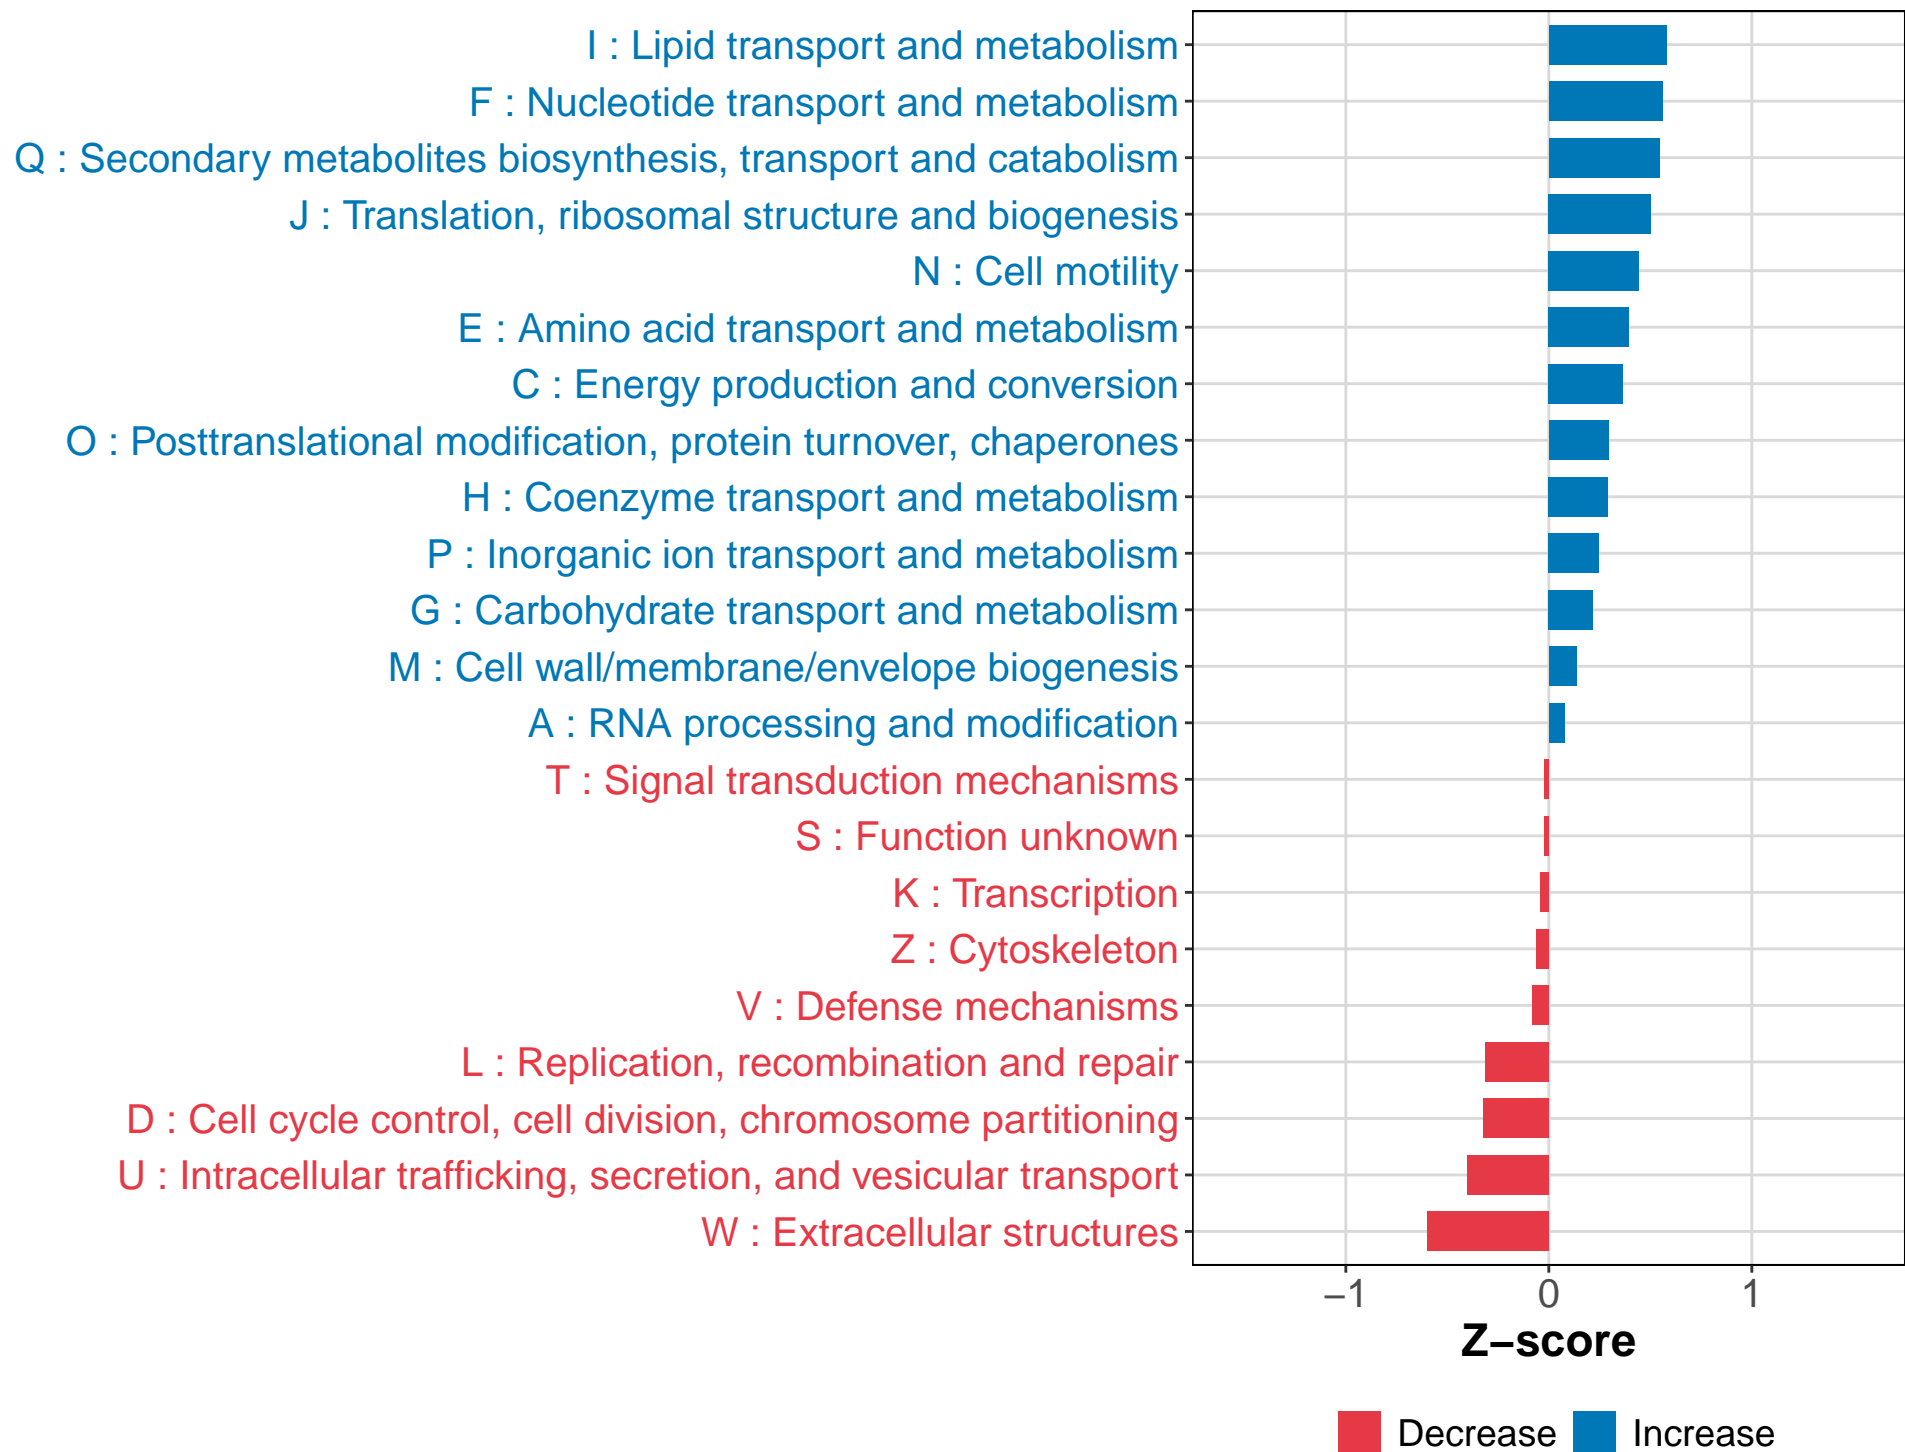 I : Lipid transport and metabolism
F : Nucleotide transport and metabolism
Q : Secondary metabolites biosynthesis, transport and catabolism
J : Translation, ribosomal structure and biogenesis
N : Cell motility
E : Amino acid transport and metabolism
C : Energy production and conversion
O : Posttranslational modification, protein turnover, chaperones
H : Coenzyme transport and metabolism
P : Inorganic ion transport and metabolism
G : Carbohydrate transport and metabolism
M : Cell wall/membrane/envelope biogenesis
A : RNA processing and modification
T : Signal transduction mechanisms
S : Function unknown
K : Transcription
Z : Cytoskeleton
V : Defense mechanisms
L : Replication, recombination and repair
D : Cell cycle control, cell division, chromosome partitioning
U : Intracellular trafficking, secretion, and vesicular transport
W : Extracellular structures
−1 0 1
Z−score
Decrease Increase